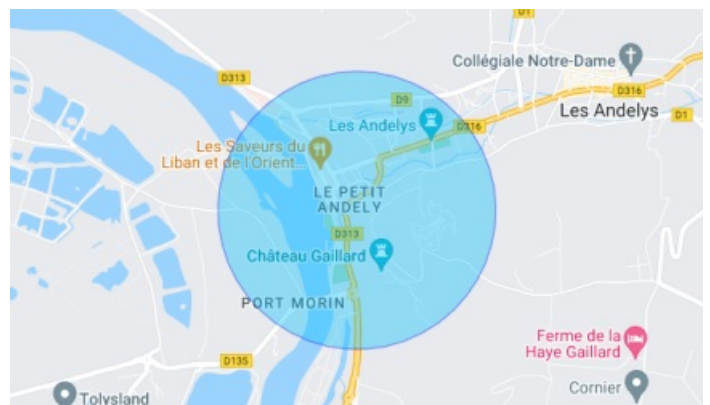 D1
Collégiale Notre-Dame
D313
D316
D9
Les Andelys
D1
Les Andelys
D316
Les Saveurs du
Liban et de l'Orient...
LE PETIT
ANDELY
D313
Château Gaillard
PORT MORIN
Ferme de la
Haye Gaillard
D135
Cornier
Tolysland